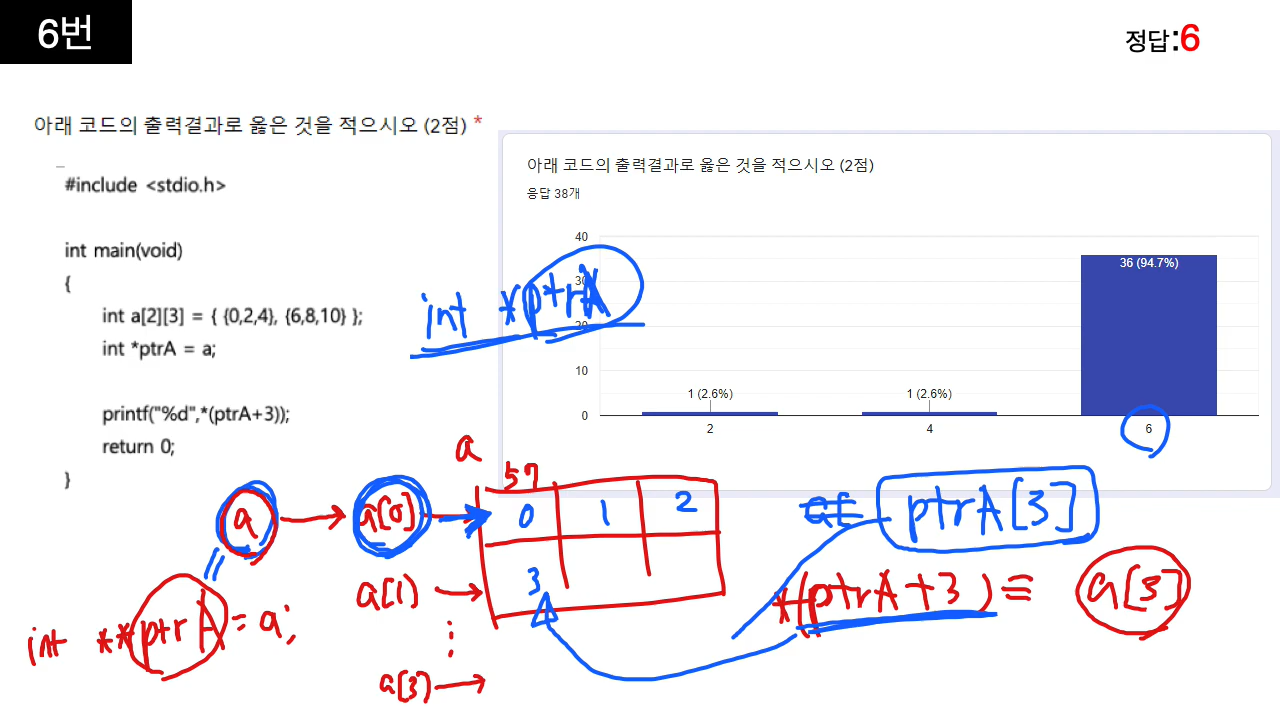 6번
정답:6
아래 코드의 출력결과로 옳은 것을 적으시오 (2점) *
#include <stdio.h>
int main(void)
{
int a[2][3] = { {0,2,4}, {6,8,10} };
int *ptrA = a;
printf("%d",*(ptrA+3));
return 0;
}
아래 코드의 출력결과로 옳은 것을 적으시오 (2점)
응답 38개
40
30
20
10
0
1 (2.6%)
1 (2.6%)
36 (94.7%)
2
4
6
int *ptrA
a
57
a
a[0]
0
1
2
ptrA[3]
a[1]
3
*(ptrA+3) ≡ a[3]
int **ptrA = a;
a[3]